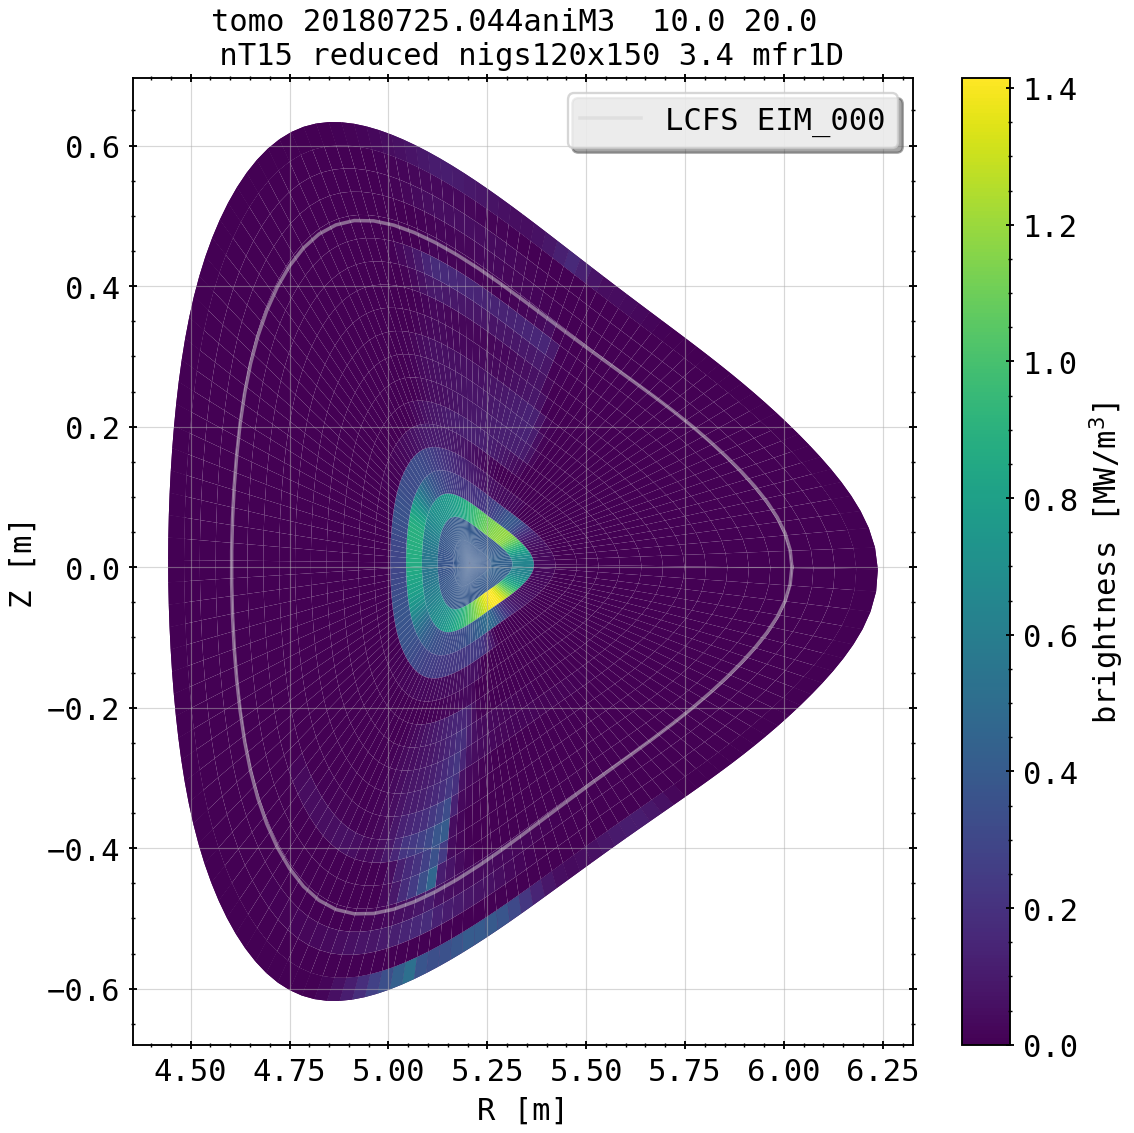 tomo 20180725.044aniM3  10.0 20.0
nT15 reduced nigs120x150 3.4 mfr1D
LCFS EIM_000
0.6
0.4
0.2
0.0
−0.2
−0.4
−0.6
Z [m]
4.50 4.75 5.00 5.25 5.50 5.75 6.00 6.25
R [m]
1.4
1.2
1.0
0.8
0.6
0.4
0.2
0.0
brightness [MW/m³]